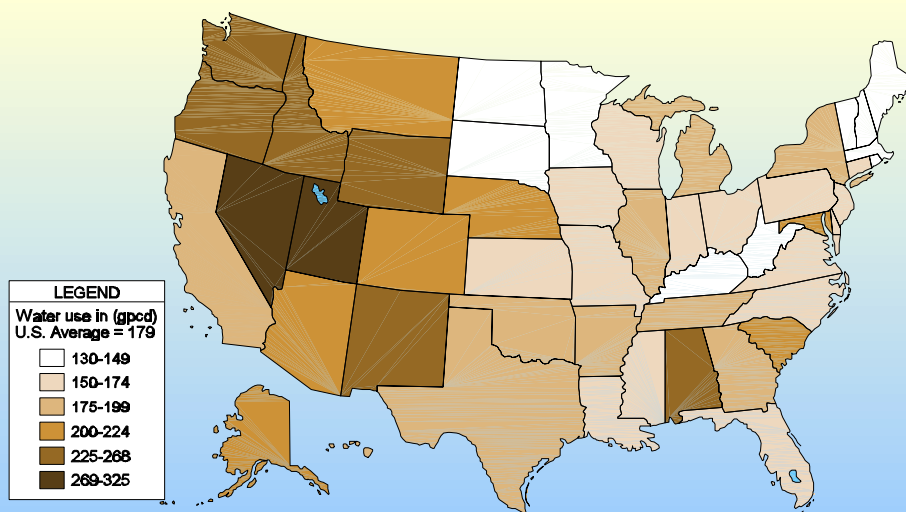 LEGEND
Water use in (gpcd)
U.S. Average = 179
130-149
150-174
175-199
200-224
225-268
269-325